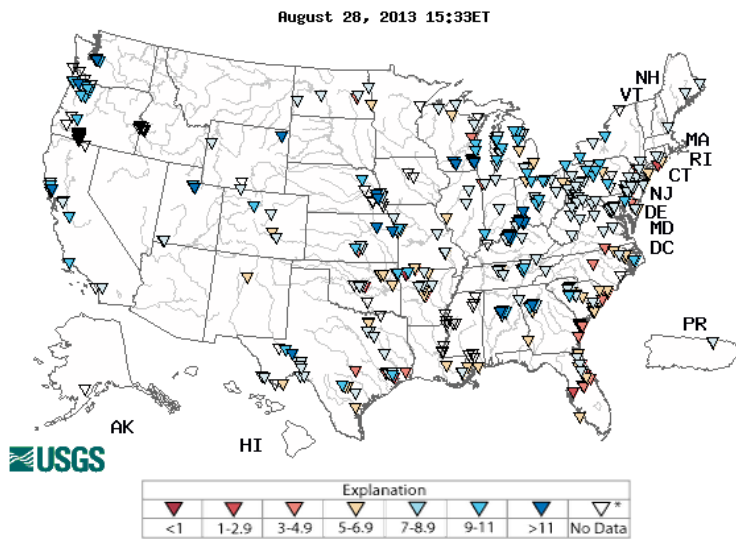 August 28, 2013 15:33ET
NH
VT
MA
RI
CT
NJ
DE
MD
DC
PR
AK
HI
USGS
Explanation
*
<1 1-2.9 3-4.9 5-6.9 7-8.9 9-11 >11 No Data